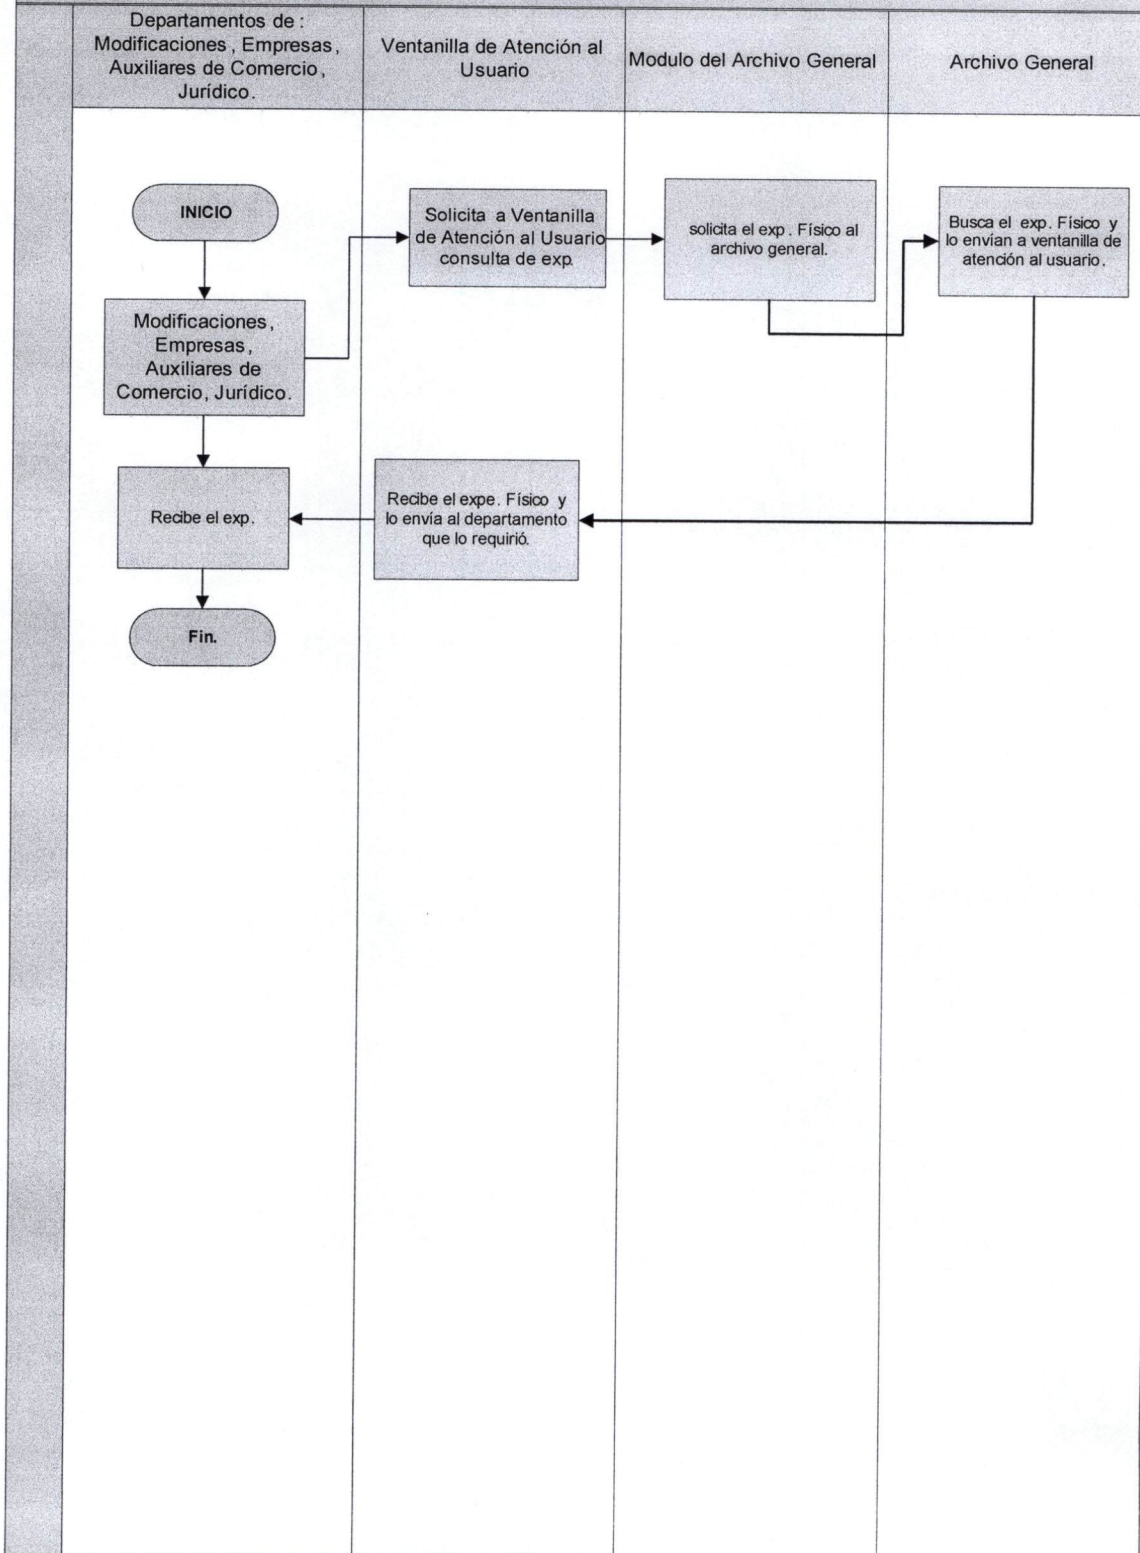 Departamentos de :
Modificaciones , Empresas ,
Auxiliares de Comercio ,
Jurídico.
Ventanilla de Atención al
Usuario
Modulo del Archivo General
Archivo General
INICIO
Solicita a Ventanilla
de Atención al Usuario
consulta de exp.
solicita el exp . Físico al
archivo general.
Busca el exp. Físico y
lo envían a ventanilla de
atención al usuario .
Modificaciones ,
Empresas ,
Auxiliares de
Comercio , Jurídico.
Recibe el exp.
Recibe el expe. Físico y
lo envía al departamento
que lo requirió.
Fin.